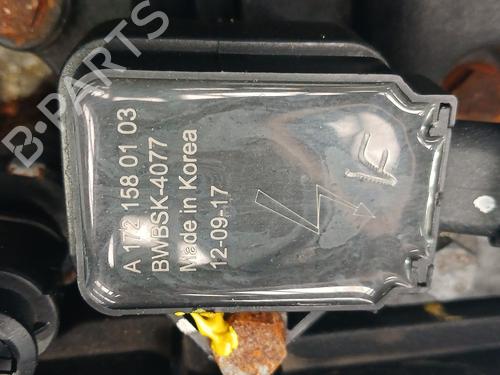 B-PARTS
A 172 158 01 03
BWBSK-4077
Made in Korea
12-09-17